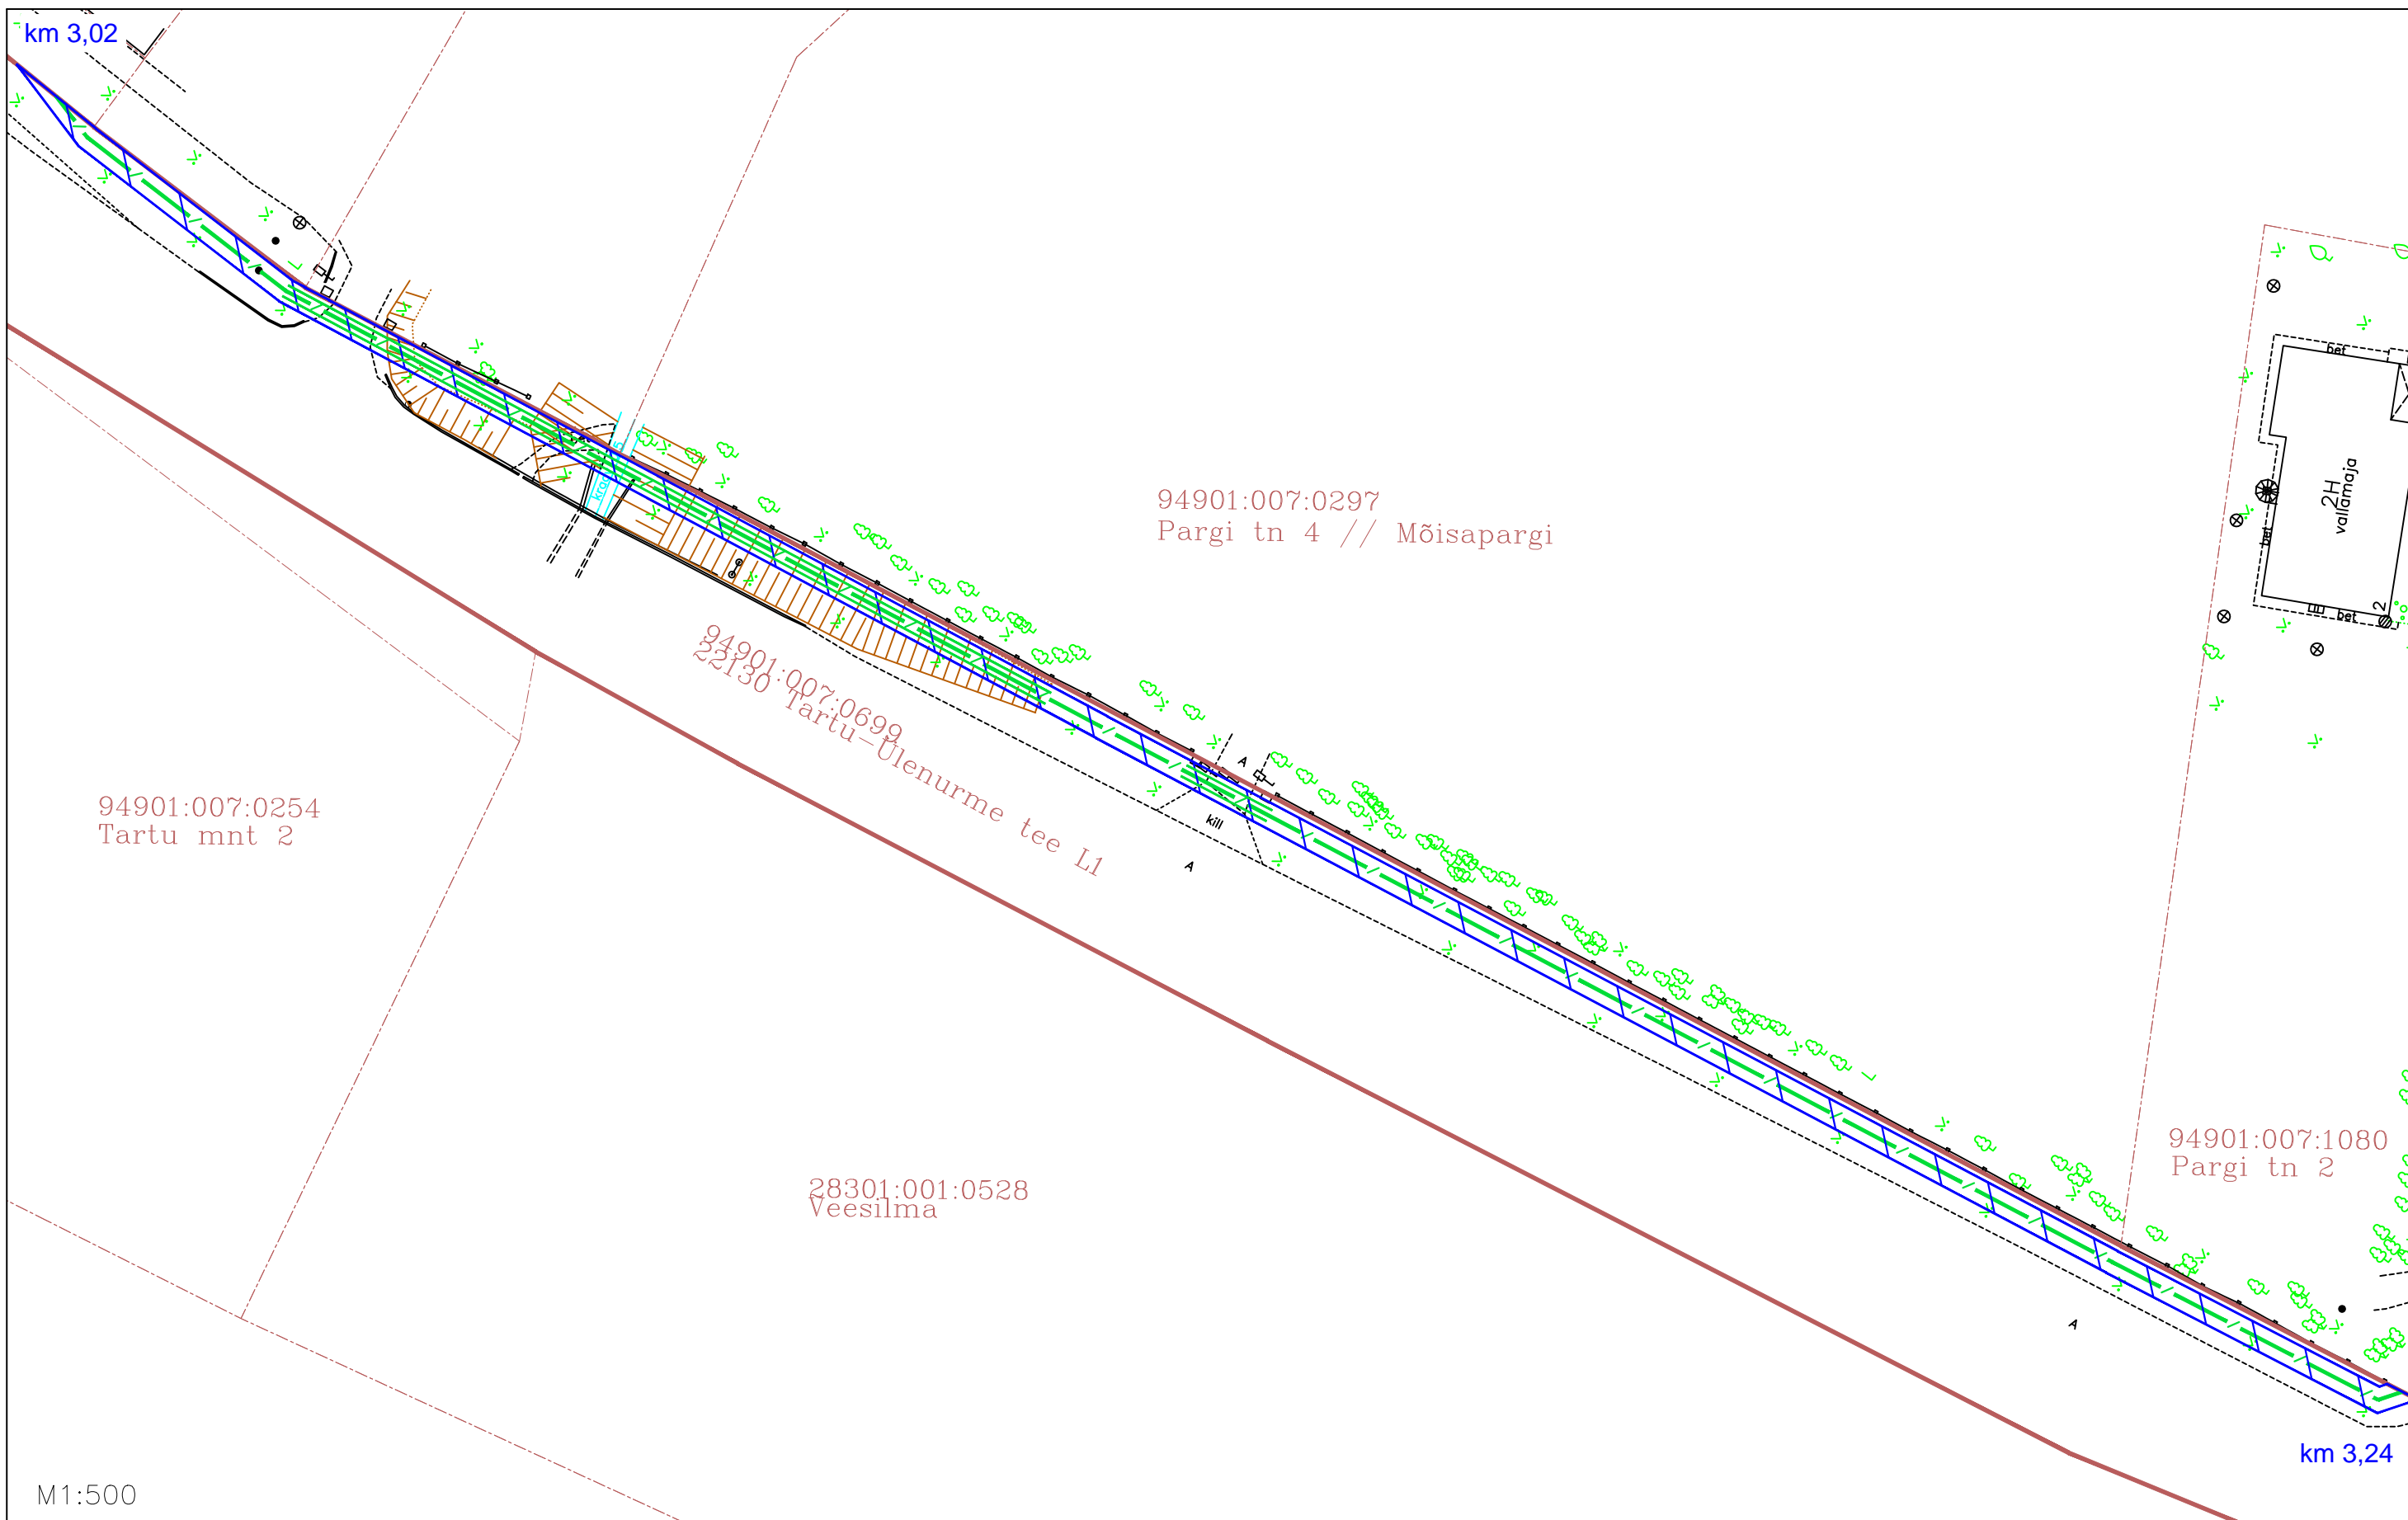 km 3,02
94901:007:0297
Pargi tn 4 // Mõisapargi
bet
2H
vallamaja
bet
bet
2
94901:007:0699
22130 Tartu-Ülenurme tee L1
A
kill
A
94901:007:0254
Tartu mnt 2
94901:007:1080
Pargi tn 2
28301:001:0528
Veesilma
A
km 3,24
M1:500